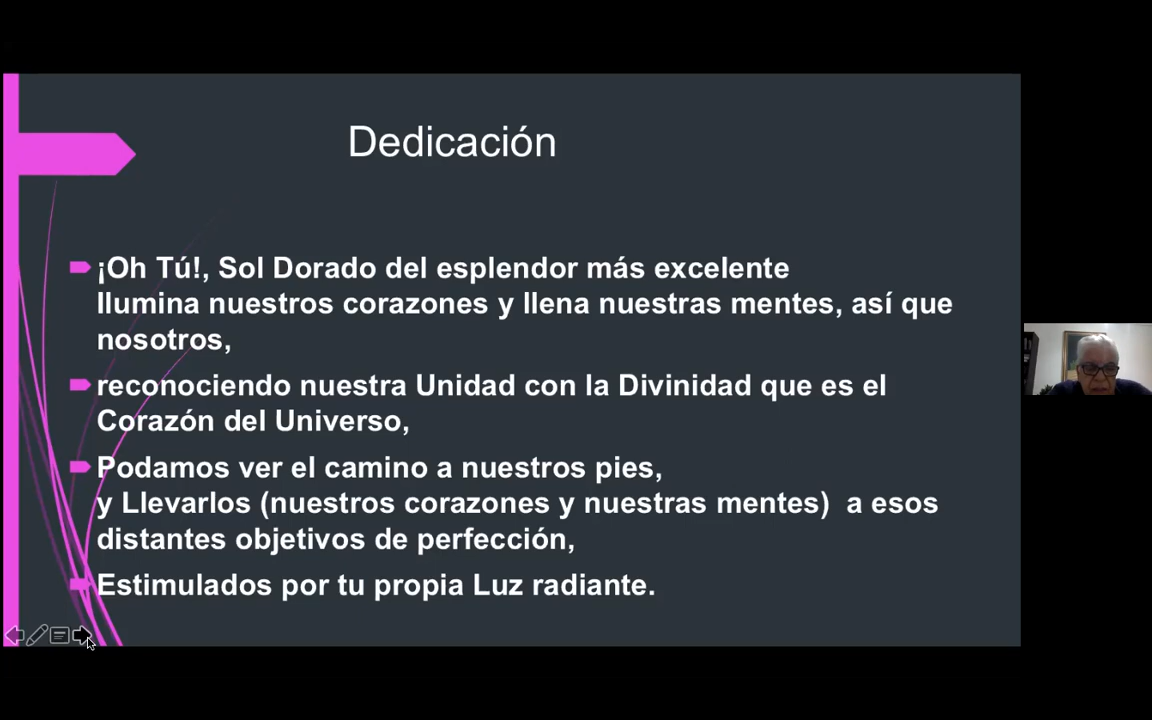 Dedicación
¡Oh Tú!, Sol Dorado del esplendor más excelente
Ilumina nuestros corazones y llena nuestras mentes, así que
nosotros,
reconociendo nuestra Unidad con la Divinidad que es el
Corazón del Universo,
Podamos ver el camino a nuestros pies,
y Llevarlos (nuestros corazones y nuestras mentes)  a esos
distantes objetivos de perfección,
Estimulados por tu propia Luz radiante.